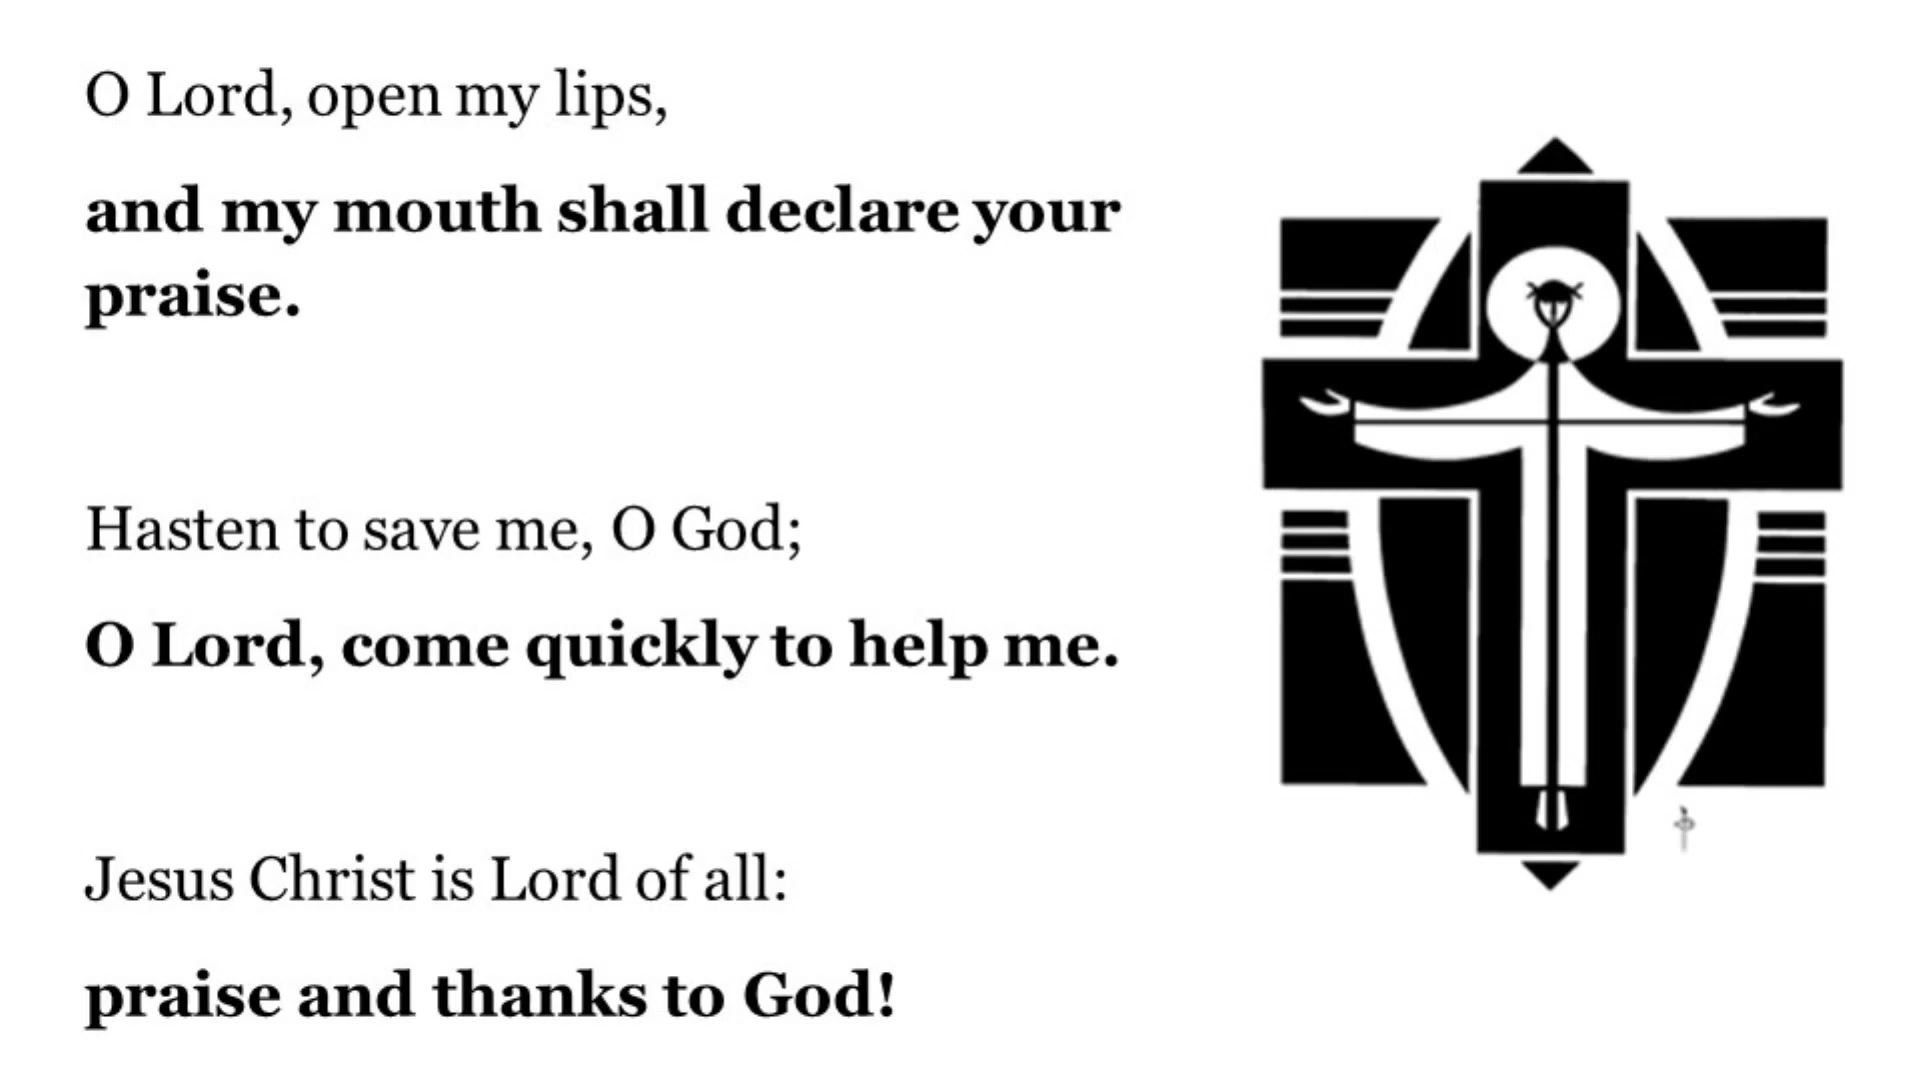 O Lord, open my lips,
and my mouth shall declare your
praise.
Hasten to save me, O God;
O Lord, come quickly to help me.
Jesus Christ is Lord of all:
praise and thanks to God!